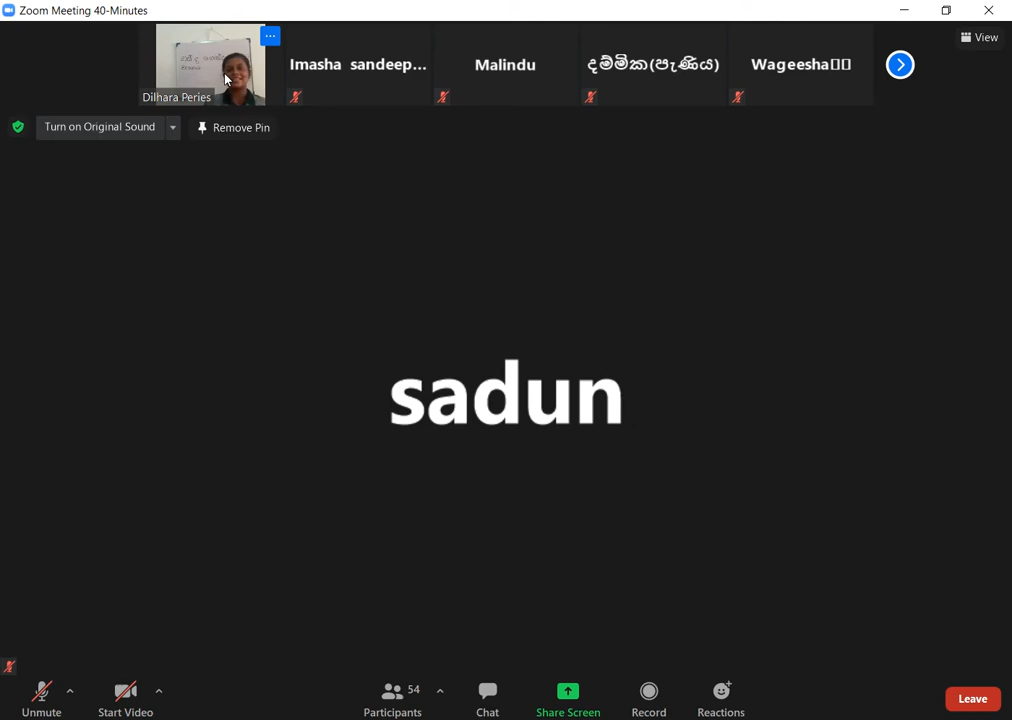 Zoom Meeting 40-Minutes
View
Dilhara Peries
Imasha sandeep...
Malindu
දම්මික(පැණිය)
Wageesha
Turn on Original Sound
Remove Pin
sadun
Unmute
Start Video
Participants
54
Chat
Share Screen
Record
Reactions
Leave